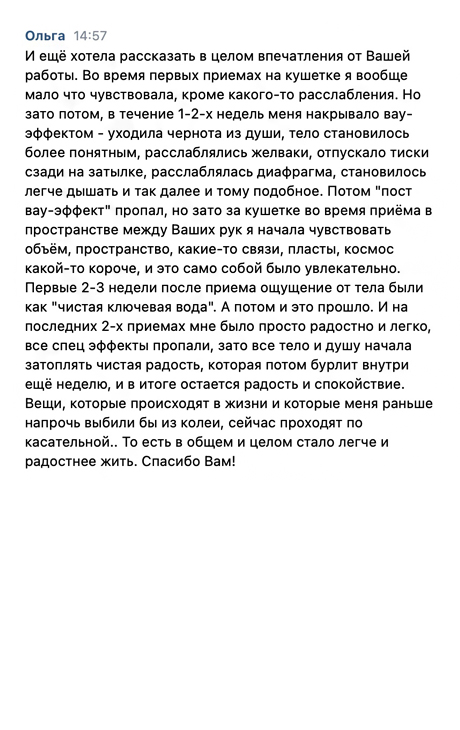 Ольга 14:57
И ещё хотела рассказать в целом впечатления от Вашей
работы. Во время первых приемах на кушетке я вообще
мало что чувствовала, кроме какого-то расслабления. Но
зато потом, в течение 1-2-х недель меня накрывало вау-
эффектом - уходила чернота из души, тело становилось
более понятным, расслаблялись желваки, отпускало тиски
сзади на затылке, расслаблялась диафрагма, становилось
легче дышать и так далее и тому подобное. Потом "пост
вау-эффект" пропал, но зато за кушетке во время приёма в
пространстве между Ваших рук я начала чувствовать
объём, пространство, какие-то связи, пласты, космос
какой-то короче, и это само собой было увлекательно.
Первые 2-3 недели после приема ощущение от тела были
как "чистая ключевая вода". А потом и это прошло. И на
последних 2-х приемах мне было просто радостно и легко,
все спец эффекты пропали, зато все тело и душу начала
затоплять чистая радость, которая потом бурлит внутри
ещё неделю, и в итоге остается радость и спокойствие.
Вещи, которые происходят в жизни и которые меня раньше
напрочь выбили бы из колеи, сейчас проходят по
касательной.. То есть в общем и целом стало легче и
радостнее жить. Спасибо Вам!